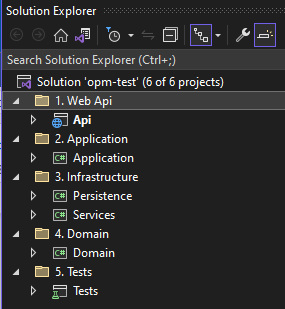 Solution Explorer
Search Solution Explorer (Ctrl+;)
Solution 'opm-test' (6 of 6 projects)
1. Web Api
Api
2. Application
C# Application
3. Infrastructure
C# Persistence
C# Services
4. Domain
C# Domain
5. Tests
Tests